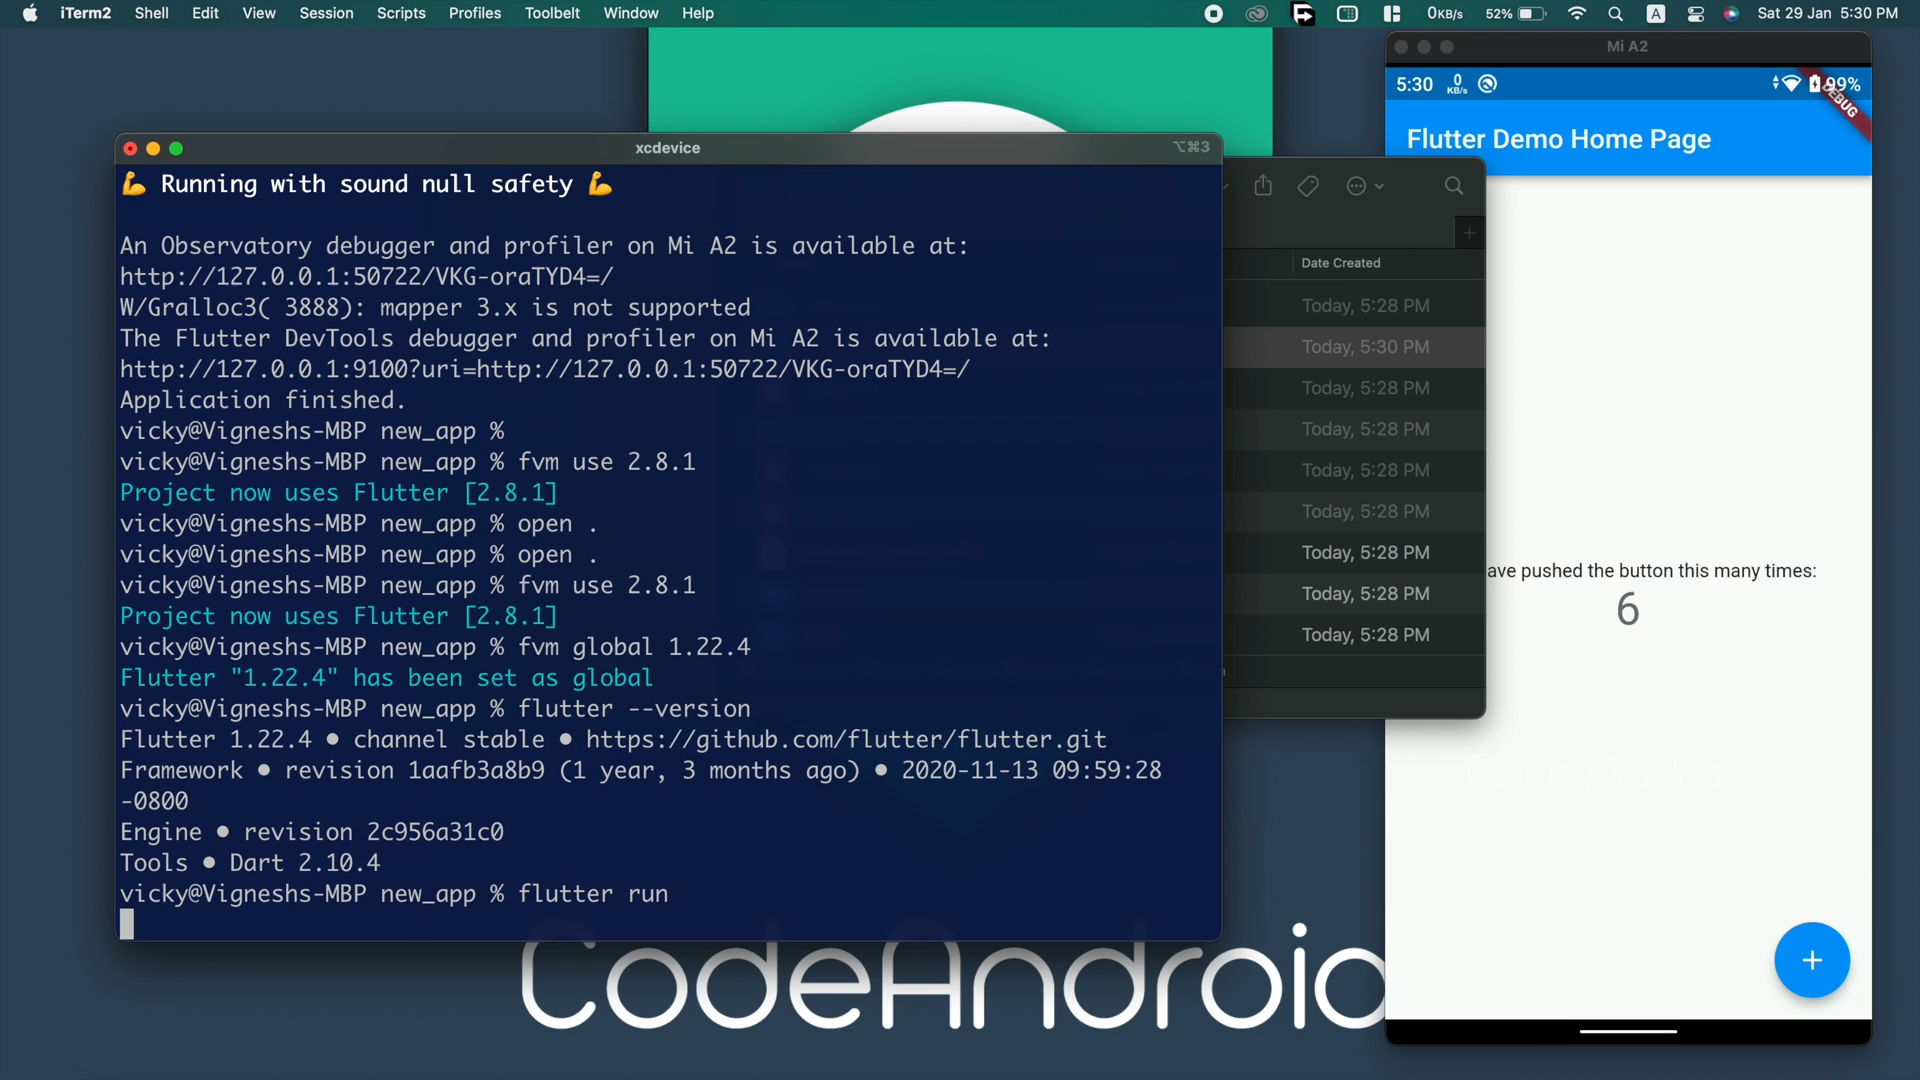 iTerm2 Shell Edit View Session Scripts Profiles Toolbelt Window Help
0KB/s 52% A Sat 29 Jan 5:30 PM
xcdevice ⌥⌘3
💪 Running with sound null safety 💪
An Observatory debugger and profiler on Mi A2 is available at:
http://127.0.0.1:50722/VKG-oraTYD4=/
W/Gralloc3( 3888): mapper 3.x is not supported
The Flutter DevTools debugger and profiler on Mi A2 is available at:
http://127.0.0.1:9100?uri=http://127.0.0.1:50722/VKG-oraTYD4=/
Application finished.
vicky@Vigneshs-MBP new_app %
vicky@Vigneshs-MBP new_app % fvm use 2.8.1
Project now uses Flutter [2.8.1]
vicky@Vigneshs-MBP new_app % open .
vicky@Vigneshs-MBP new_app % open .
vicky@Vigneshs-MBP new_app % fvm use 2.8.1
Project now uses Flutter [2.8.1]
vicky@Vigneshs-MBP new_app % fvm global 1.22.4
Flutter "1.22.4" has been set as global
vicky@Vigneshs-MBP new_app % flutter --version
Flutter 1.22.4 • channel stable • https://github.com/flutter/flutter.git
Framework • revision 1aafb3a8b9 (1 year, 3 months ago) • 2020-11-13 09:59:28
-0800
Engine • revision 2c956a31c0
Tools • Dart 2.10.4
vicky@Vigneshs-MBP new_app % flutter run
Date Created
Today, 5:28 PM
Today, 5:30 PM
Today, 5:28 PM
Today, 5:28 PM
Today, 5:28 PM
Today, 5:28 PM
Today, 5:28 PM
Today, 5:28 PM
Today, 5:28 PM
Mi A2
5:30 0 KB/s 99%
DEBUG
Flutter Demo Home Page
ave pushed the button this many times:
6
CodeAndroid
CodeAndroid